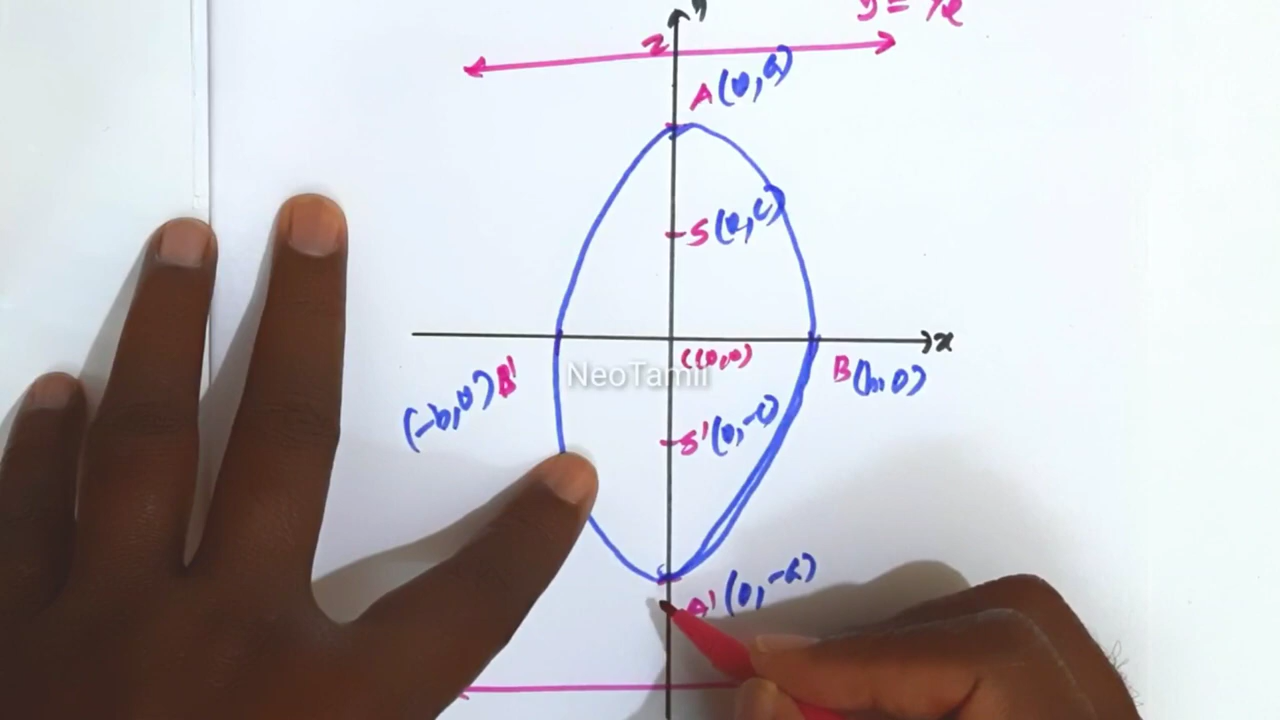 y
Z
A(0,a)
S(0,c)
x
C(0,0)
NeoTamil
B(b,0)
(-b,0)B'
S'(0,-c)
A'(0,-a)